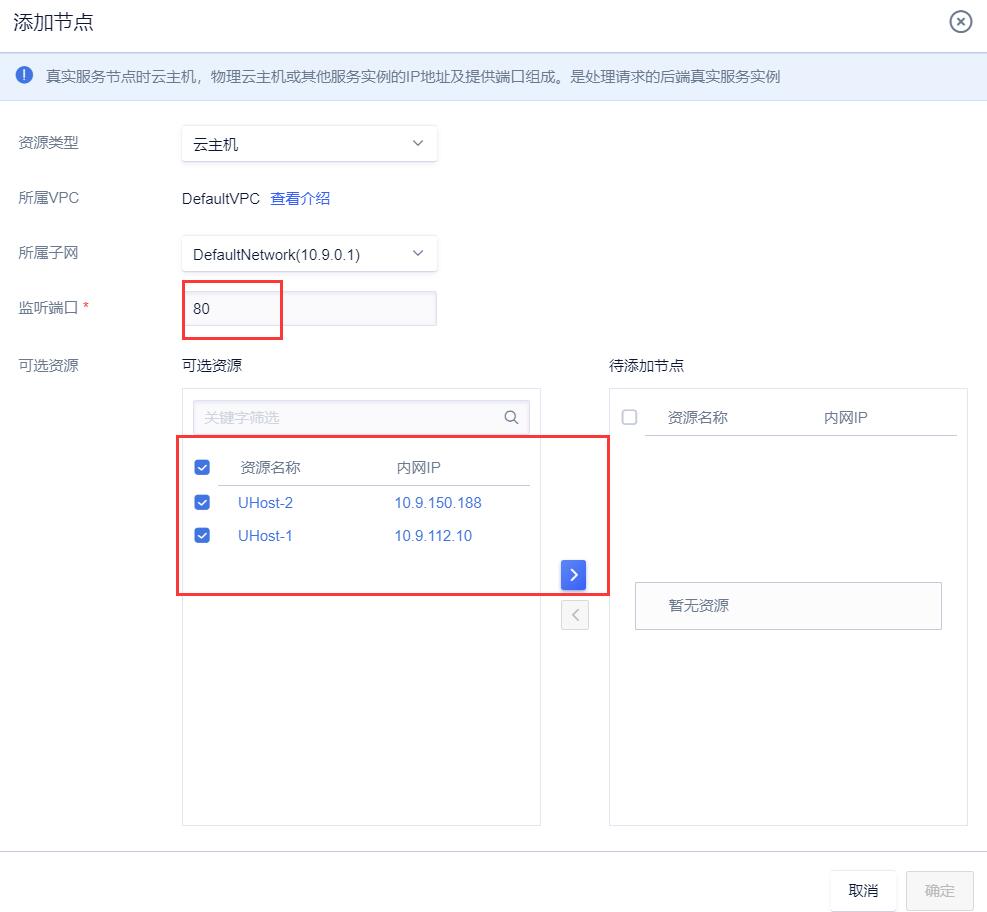 添加节点
真实服务节点时云主机，物理云主机或其他服务实例的IP地址及提供端口组成。是处理请求的后端真实服务实例
资源类型
云主机
所属VPC
DefaultVPC 查看介绍
所属子网
DefaultNetwork(10.9.0.1)
监听端口 *
80
可选资源
可选资源
待添加节点
关键字筛选
资源名称 内网IP
资源名称 内网IP
UHost-2 10.9.150.188
UHost-1 10.9.112.10
暂无资源
取消 确定